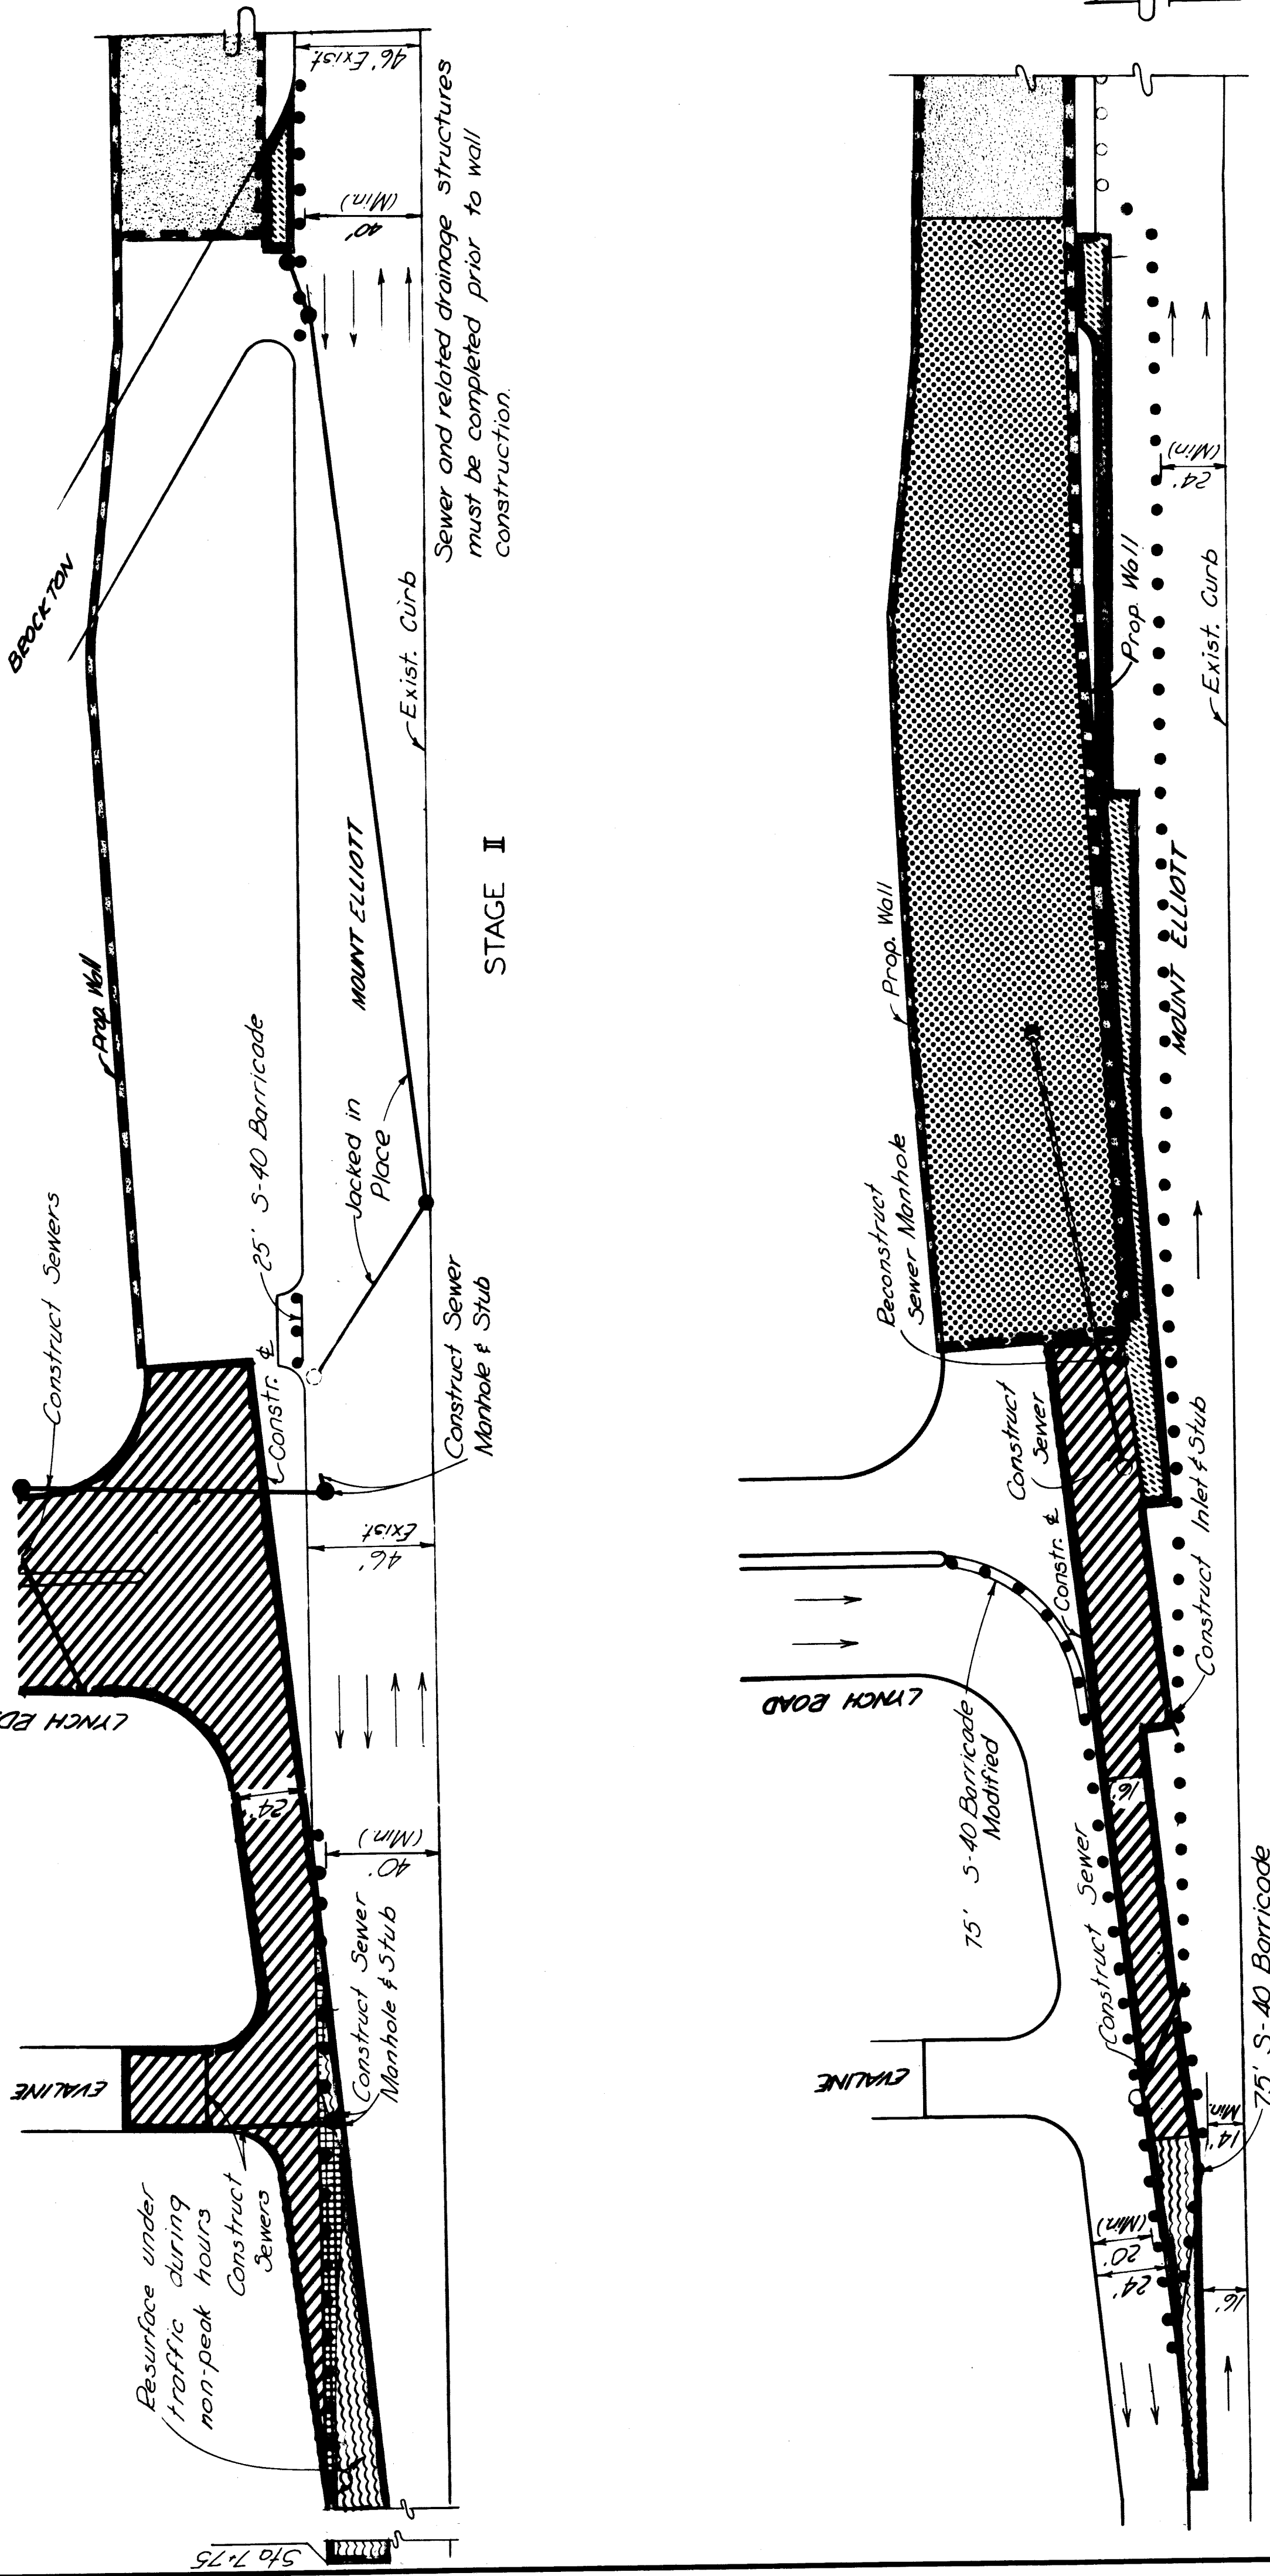 BROCKTON
46' Exist.
40'
(Min.)
Sewer and related drainage structures
must be completed prior to wall
construction.
Exist. Curb
Prop. Wall
MOUNT ELLIOTT
STAGE II
25' S-40 Barricade
Jacked in
Place
Construct Sewers
Constr. ℄
Construct Sewer
Manhole & Stub
46'
Exist.
LYNCH RD.
24'
40'
(Min.)
Construct Sewer
Manhole & Stub
EVALINE
Construct
Sewers
Resurface under
traffic during
non-peak hours
Sta 7+75
24'
(Min)
Prop. Wall
Exist. Curb
Prop. Wall
MOUNT ELLIOTT
Reconstruct
Sewer Manhole
Construct
Sewer
Constr. ℄
Construct Inlet & Stub
LYNCH ROAD
75' S-40 Barricade
Modified
16'
Construct Sewer
EVALINE
14'
Min.
75' S-40 Barricade
20'
(Min)
24'
16'